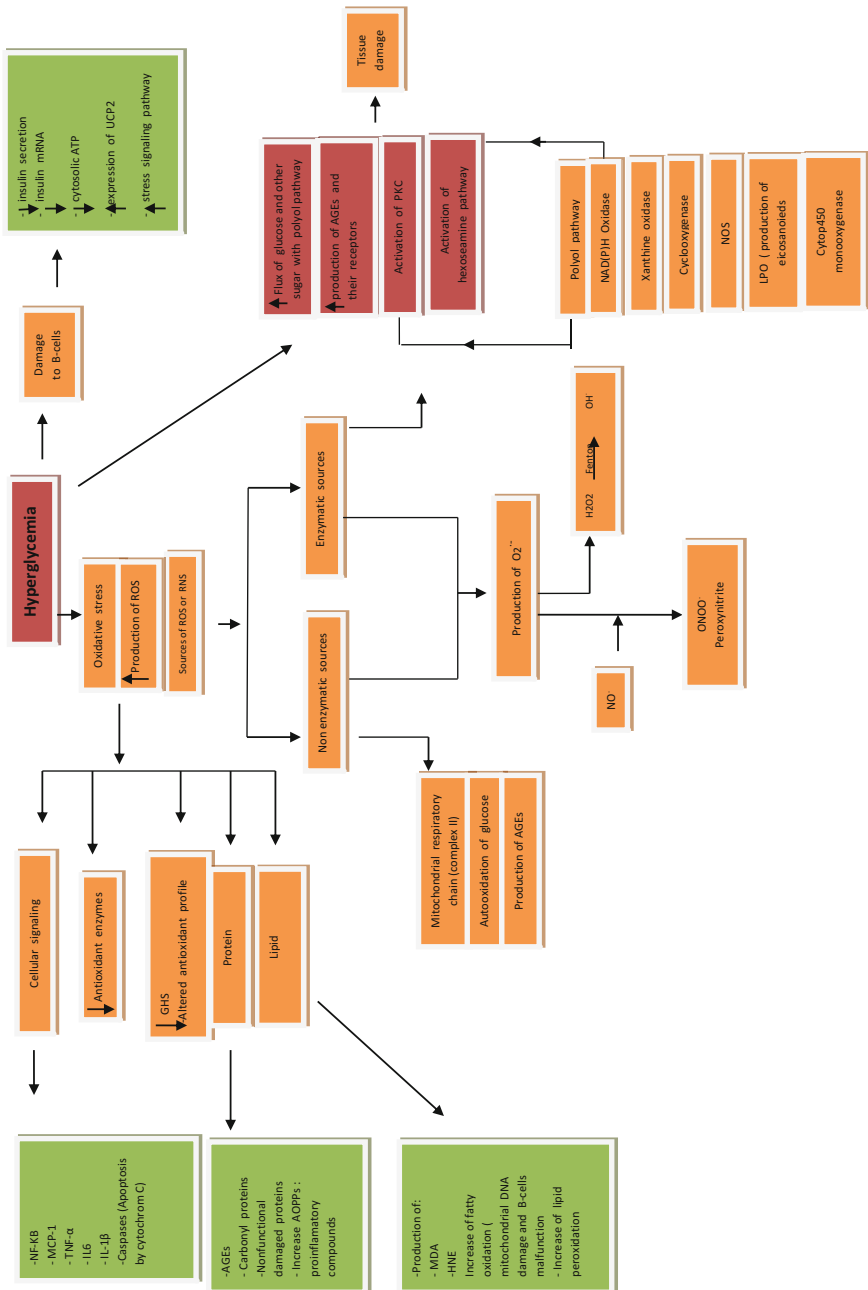 Hyperglycemia
Damage
to B-cells
- insulin secretion
- insulin mRNA
- cytosolic ATP
-expression of UCP2
- stress signaling pathway
Oxidative stress
Production of ROS
Sources of ROS or RNS
Cellular signaling
Antioxidant enzymes
GHS
-Altered antioxidant profile
Protein
Lipid
-NF-KB
- MCP-1
- TNF-α
- IL6
- IL-1β
-Caspases (Apoptosis
by cytochrom C)
-AGEs
- Carbonyl proteins
-Nonfunctional
damaged proteins
- Increase AOPPs :
proinflamatory
compounds
-Production of:
- MDA
-HNE
Increase of fatty
oxidation (
mitochondrial DNA
damage and B-cells
malfunction
- Increase of lipid
peroxidation
Non enzymatic sources
Enzymatic sources
Mitochondrial respiratory
chain (complex II)
Autooxidation of glucose
Production of AGEs
Production of O2˙⁻
H2O2 Fenton OH˙
NO˙
ONOO⁻
Peroxynitrite
Flux of glucose and other
sugar with polyol pathway
production of AGEs and
their receptors
Activation of PKC
Activation of
hexoseamine pathway
Tissue
damage
Polyol pathway
NAD(P)H Oxidase
Xanthine oxidase
Cyclooxygenase
NOS
LPO ( production of
eicosanoieds
Cytop450
monooxygenase